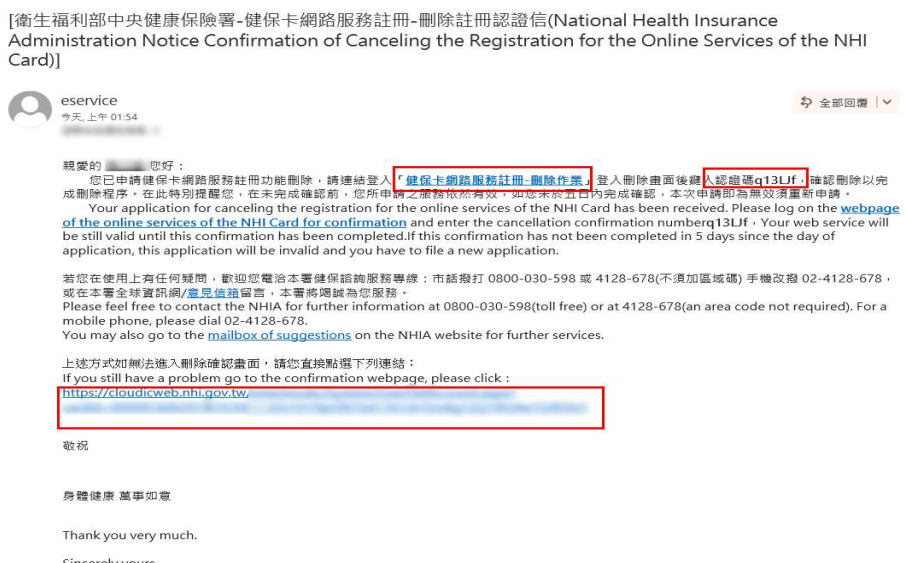 [衛生福利部中央健康保險署-健保卡網路服務註冊-刪除註冊認證信(National Health Insurance
Administration Notice Confirmation of Canceling the Registration for the Online Services of the NHI
Card)]
eservice
今天, 上午 01:54
全部回覆
親愛的 您好：
您已申請健保卡網路服務註冊功能刪除，請連結登入「健保卡網路服務註冊-刪除作業」登入刪除畫面後鍵入認證碼q13LJf，確認刪除以完
成刪除程序。在此特別提醒您，在未完成確認前，您所申請之服務依然有效，如您未於五日內完成確認，本次申請即為無效須重新申請。
Your application for canceling the registration for the online services of the NHI Card has been received. Please log on the webpage
of the online services of the NHI Card for confirmation and enter the cancellation confirmation numberq13LJf，Your web service will
be still valid until this confirmation has been completed.If this confirmation has not been completed in 5 days since the day of
application, this application will be invalid and you have to file a new application.
若您在使用上有任何疑問，歡迎您電洽本署健保諮詢服務專線：市話撥打 0800-030-598 或 4128-678(不須加區域碼) 手機改撥 02-4128-678，
或在本署全球資訊網/意見信箱留言，本署將竭誠為您服務。
Please feel free to contact the NHIA for further information at 0800-030-598(toll free) or at 4128-678(an area code not required). For a
mobile phone, please dial 02-4128-678.
You may also go to the mailbox of suggestions on the NHIA website for further services.
上述方式如無法進入刪除確認畫面，請您直接點選下列連結：
If you still have a problem go to the confirmation webpage, please click：
https://cloudicweb.nhi.gov.tw/
敬祝
身體健康 萬事如意
Thank you very much.
Sincerely yours